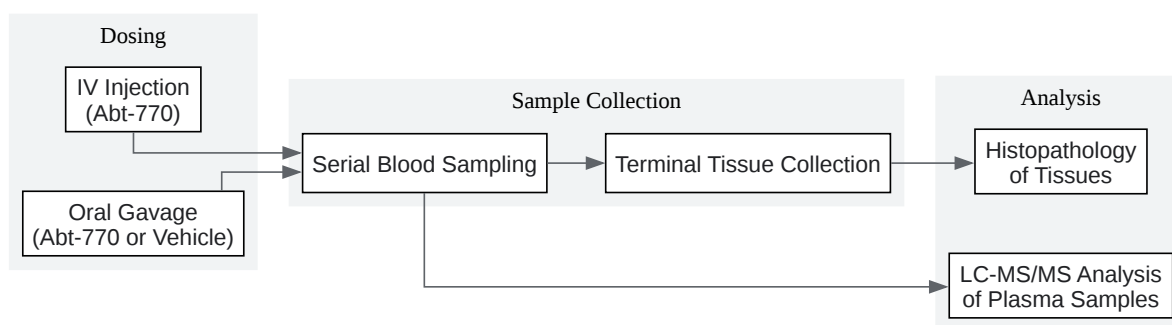 Dosing
IV Injection
(Abt-770)
Oral Gavage
(Abt-770 or Vehicle)
Sample Collection
Serial Blood Sampling
Terminal Tissue Collection
Analysis
Histopathology
of Tissues
LC-MS/MS Analysis
of Plasma Samples